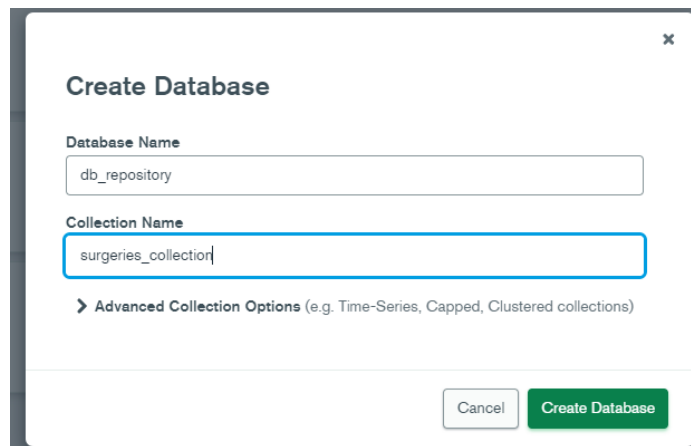 ×
Create Database
Database Name
db_repository
Collection Name
surgeries_collection
Advanced Collection Options (e.g. Time-Series, Capped, Clustered collections)
Cancel Create Database